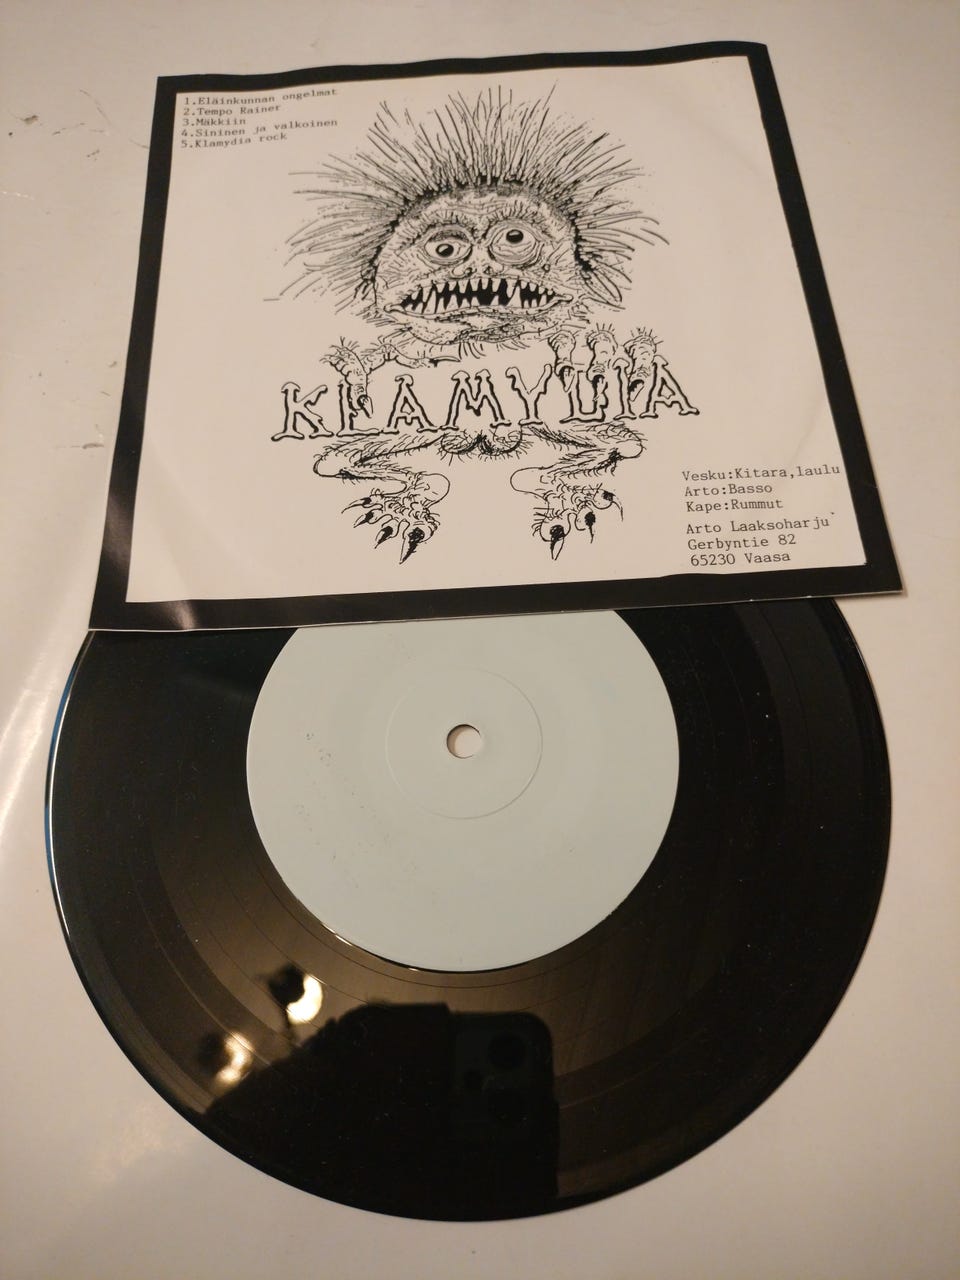 1.Eläinkunnan ongelmat
2.Tempo Rainer
3.Mäkkiin
4.Sininen ja valkoinen
5.Klamydia rock
KLAMYDIA
Vesku:Kitara,laulu
Arto:Basso
Kape:Rummut
Arto Laaksoharju
Gerbyntie 82
65230 Vaasa